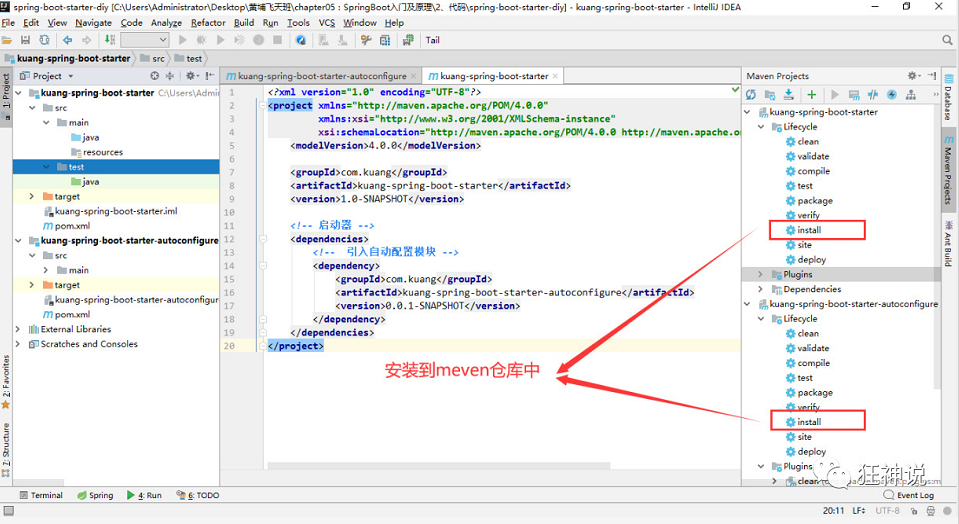 spring-boot-starter-diy [C:\Users\Administrator\Desktop\黄埔飞天班\chapter05：SpringBoot入门及原理\2、代码\spring-boot-starter-diy] - kuang-spring-boot-starter - IntelliJ IDEA
File Edit View Navigate Code Analyze Refactor Build Run Tools VCS Window Help
Tail
kuang-spring-boot-starter src test
Project
kuang-spring-boot-starter-autoconfigure kuang-spring-boot-starter
Maven Projects
1: Project
kuang-spring-boot-starter C:\Users\Admini
src
main
java
resources
test
java
target
kuang-spring-boot-starter.iml
pom.xml
kuang-spring-boot-starter-autoconfigure
src
main
target
kuang-spring-boot-starter-autoconfigur
pom.xml
External Libraries
Scratches and Consoles
2: Favorites
7: Structure
1 <?xml version="1.0" encoding="UTF-8"?>
2 <project xmlns="http://maven.apache.org/POM/4.0.0"
3 xmlns:xsi="http://www.w3.org/2001/XMLSchema-instance"
4 xsi:schemaLocation="http://maven.apache.org/POM/4.0.0 http://maven.apache.or
5 <modelVersion>4.0.0</modelVersion>
6
7 <groupId>com.kuang</groupId>
8 <artifactId>kuang-spring-boot-starter</artifactId>
9 <version>1.0-SNAPSHOT</version>
10
11 <!-- 启动器 -->
12 <dependencies>
13 <!-- 引入自动配置模块 -->
14 <dependency>
15 <groupId>com.kuang</groupId>
16 <artifactId>kuang-spring-boot-starter-autoconfigure</artifactId>
17 <version>0.0.1-SNAPSHOT</version>
18 </dependency>
19 </dependencies>
20 </project>
安装到meven仓库中
kuang-spring-boot-starter
Lifecycle
clean
validate
compile
test
package
verify
install
site
deploy
Plugins
Dependencies
kuang-spring-boot-starter-autoconfigure
Lifecycle
clean
validate
compile
test
package
verify
install
site
deploy
Plugins
clean
狂神说
Database
Maven Projects
Ant Build
Terminal Spring 4: Run 6: TODO Event Log
20:11 LF÷ UTF-8